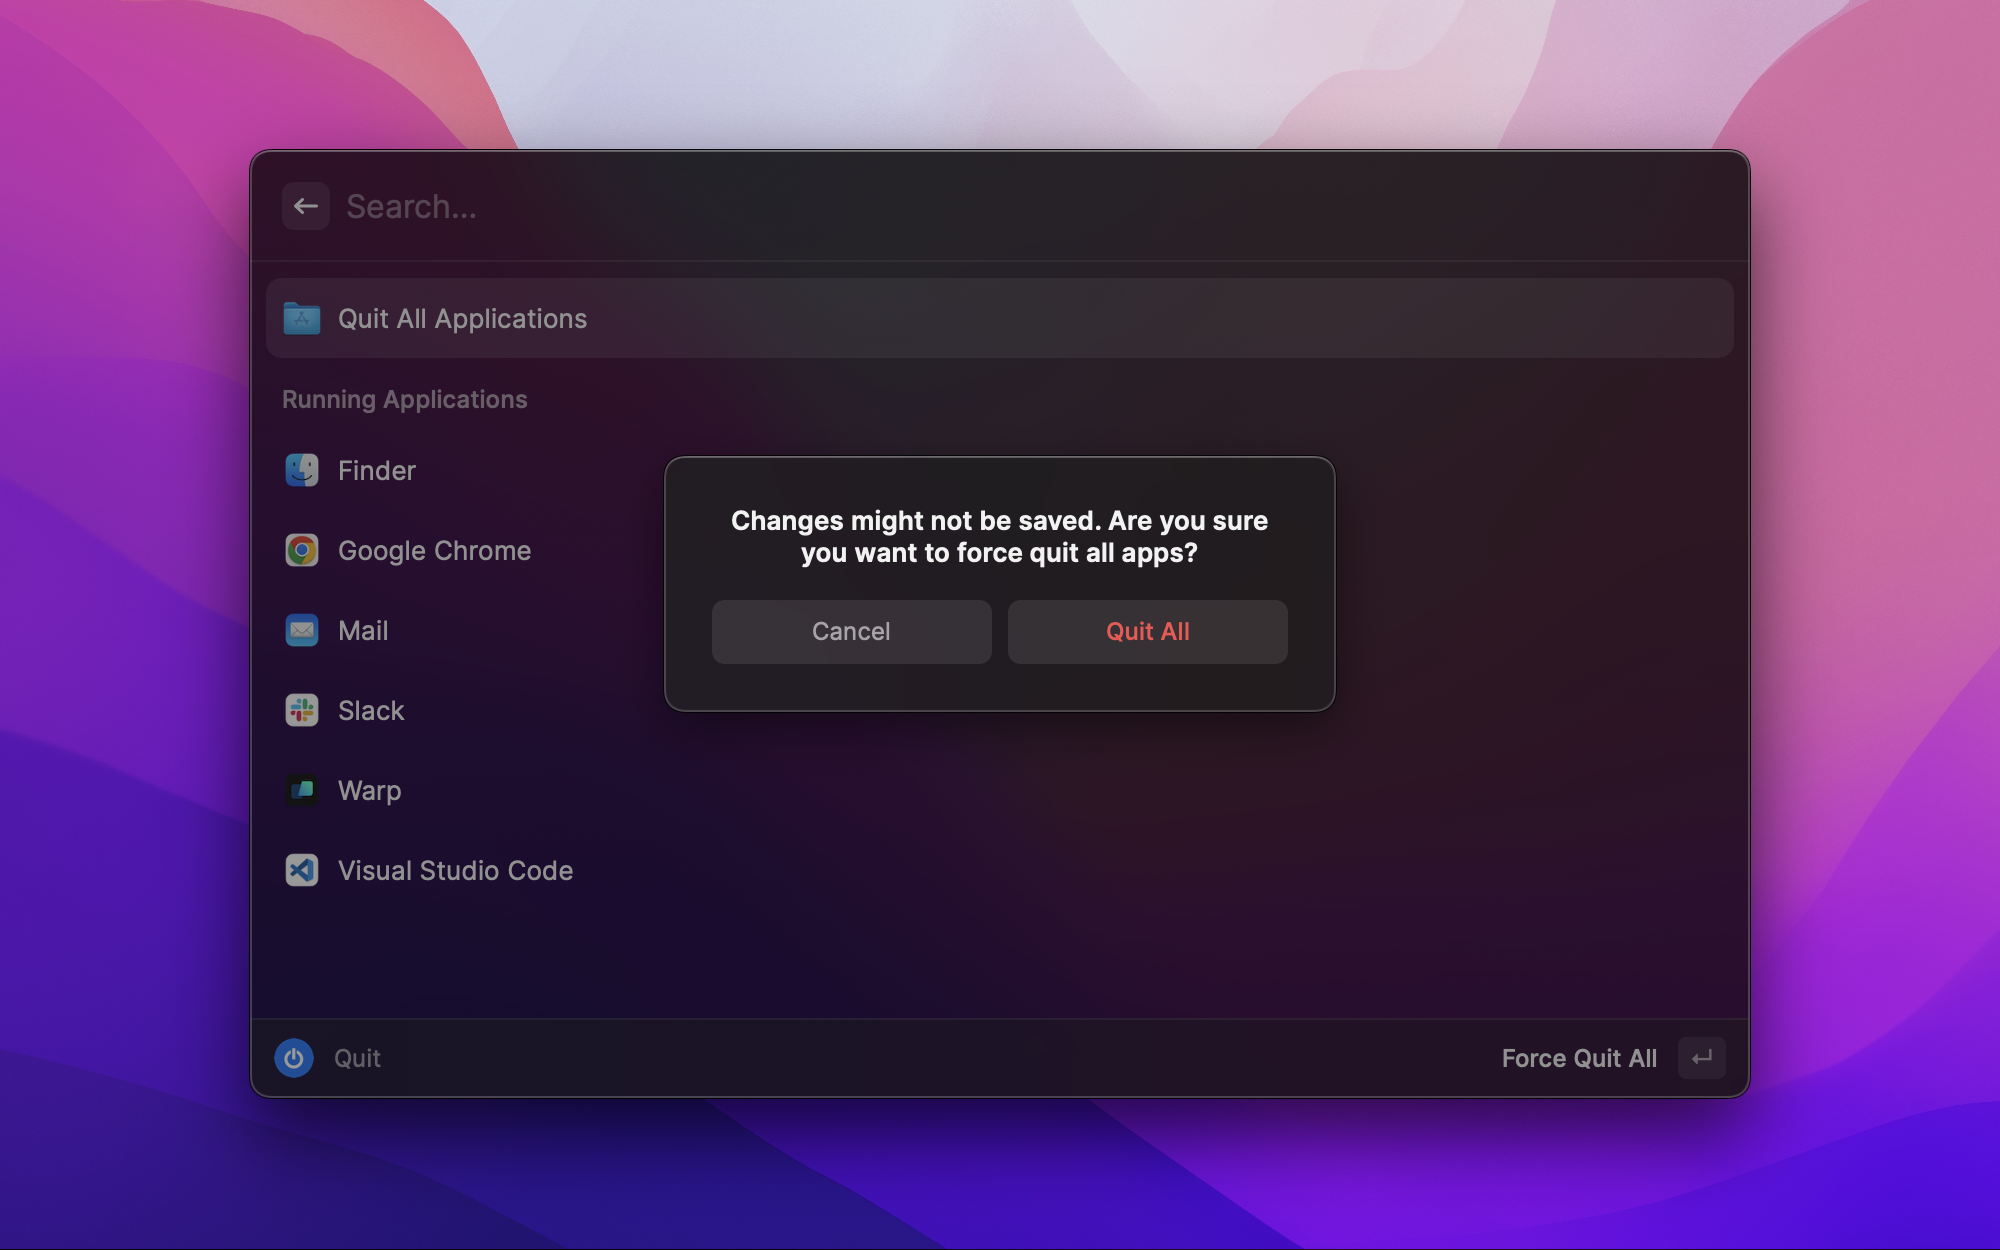 Search...
Quit All Applications
Running Applications
Finder
Google Chrome
Mail
Slack
Warp
Visual Studio Code
Changes might not be saved. Are you sure
you want to force quit all apps?
Cancel
Quit All
Quit
Force Quit All